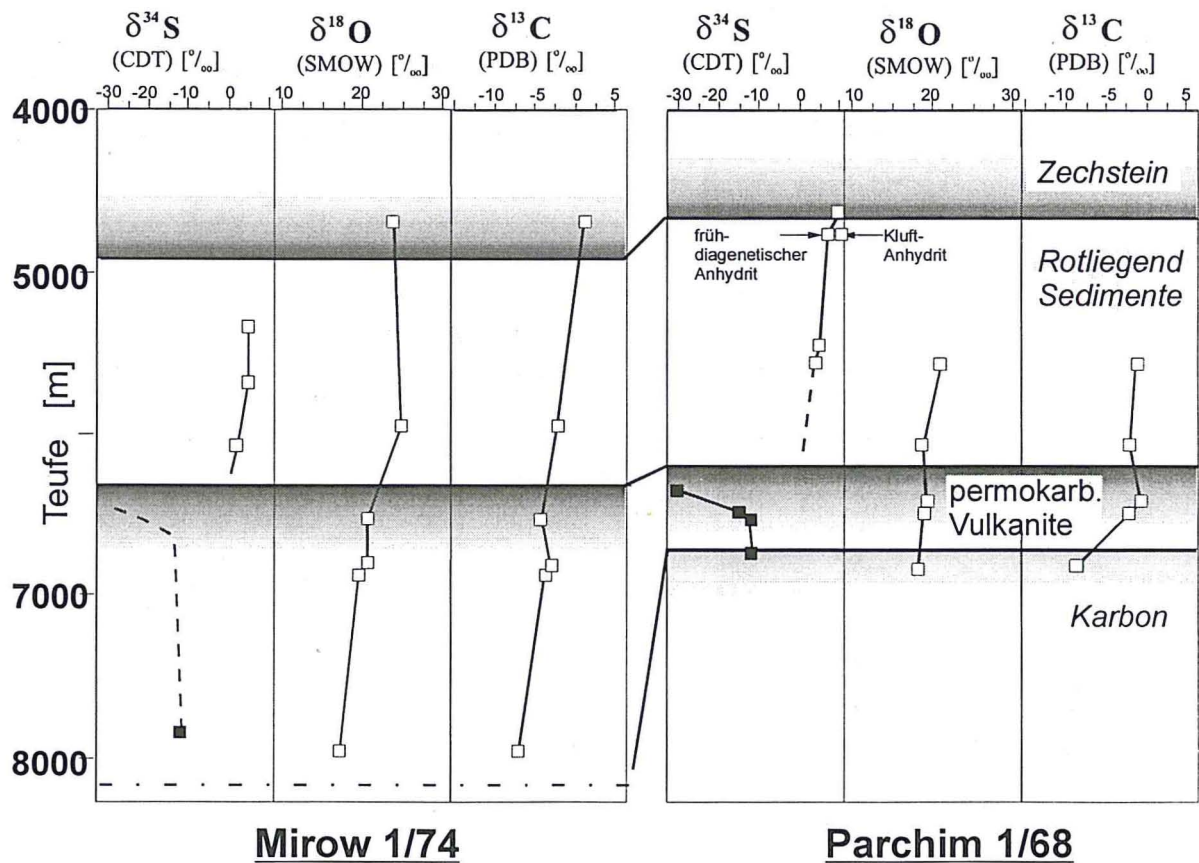 δ³⁴S δ¹⁸O δ¹³C δ³⁴S δ¹⁸O δ¹³C
(CDT) [°/∞] (SMOW) [°/∞] (PDB) [°/∞] (CDT) [°/∞] (SMOW) [°/∞] (PDB) [°/∞]
-30 -20 -10 0 10 20 30 -10 -5 0 5 -30 -20 -10 0 10 20 30 -10 -5 0 5
4000
Zechstein
früh-
diagenetischer
Anhydrit
Kluft-
Anhydrit
5000
Rotliegend
Sedimente
Teufe [m]
permokarb.
Vulkanite
7000
Karbon
8000
Mirow 1/74 Parchim 1/68